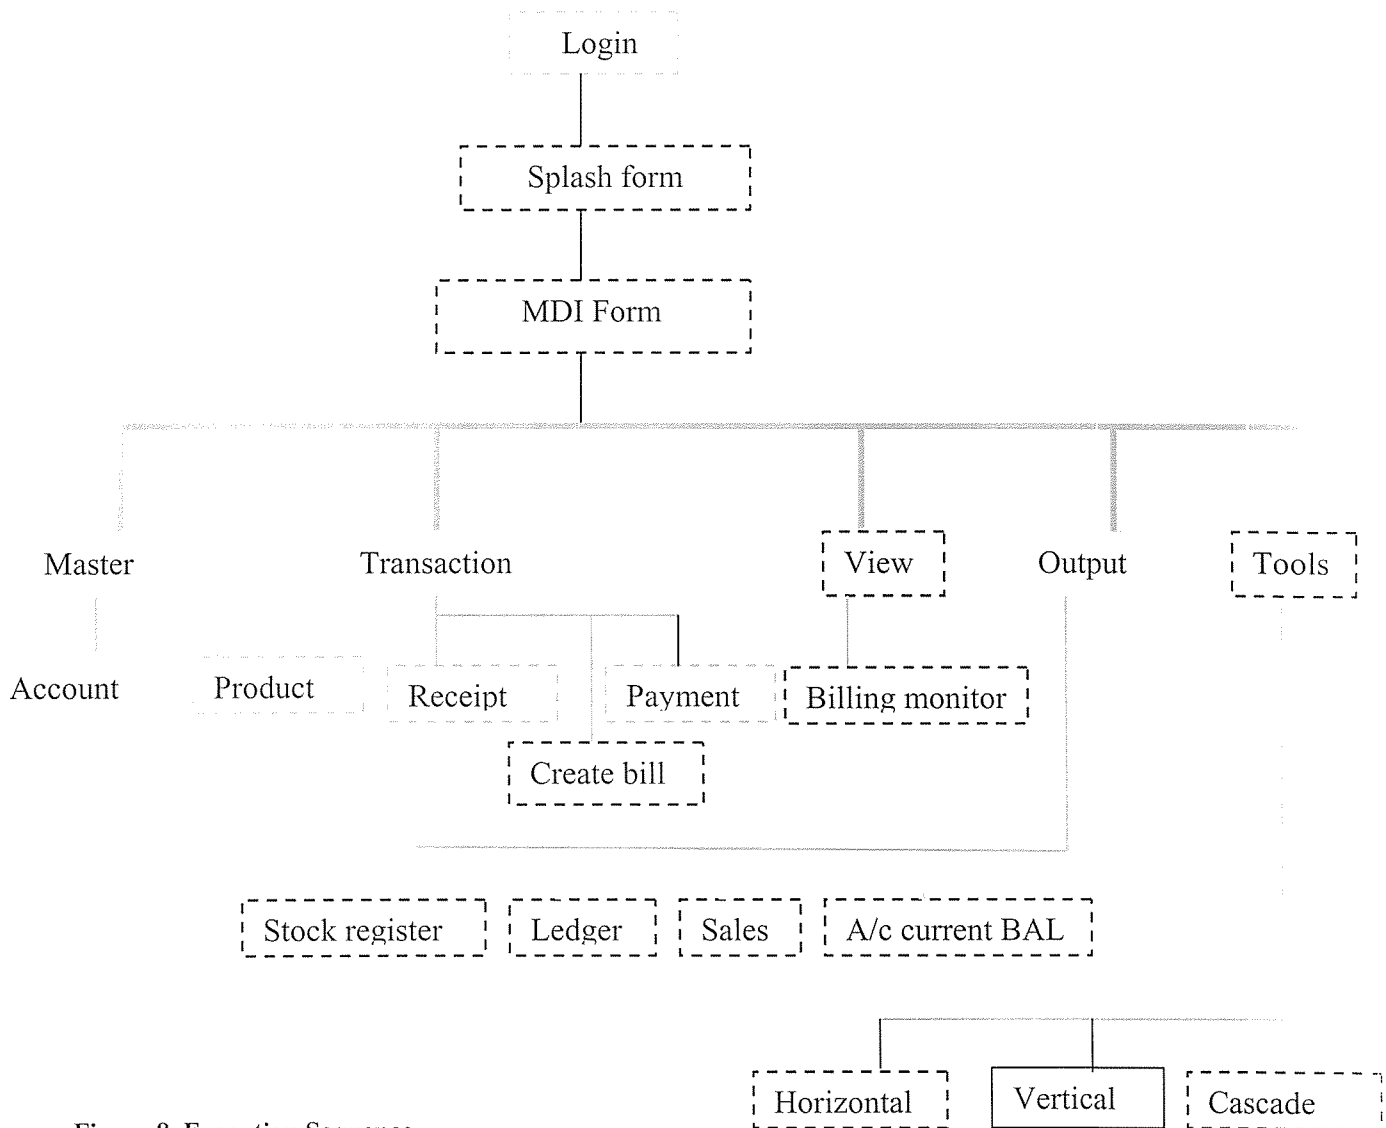 Login
Splash form
MDI Form
Master Transaction View Output Tools
Account Product Receipt Payment Billing monitor
Create bill
Stock register Ledger Sales A/c current BAL
Horizontal Vertical Cascade